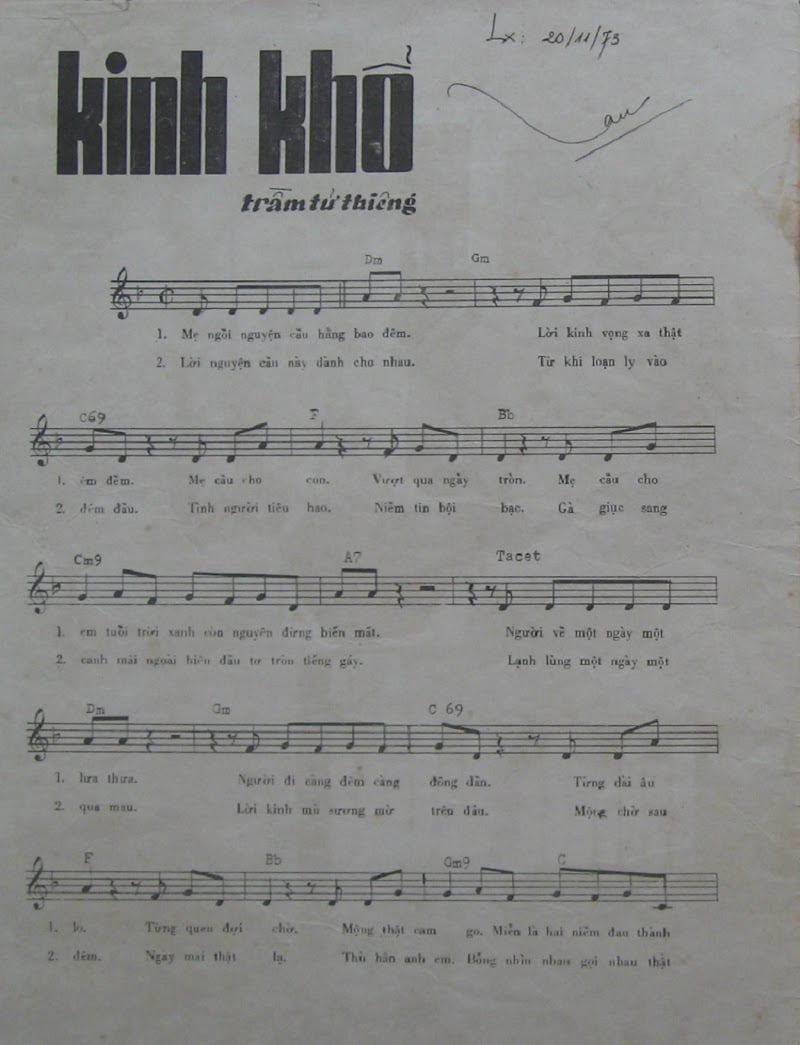 Lx: 20/11/73
kinh khổ
trầm tử thiêng
Dm Gm
1. Mẹ ngồi nguyện cầu hằng bao đêm. Lời kinh vọng xa thật
2. Lời nguyện cầu này dành cho nhau. Từ khi loạn ly vào
C69 F Bb
1. êm đềm. Mẹ cầu cho con. Vượt qua ngày tròn. Mẹ cầu cho
2. đêm đầu. Tình người tiêu hao. Niềm tin bội bạc. Gà giục sang
Cm9 A7 Tacet
1. em tuổi trời xanh còn nguyên đừng biến mất. Người về một ngày một
2. canh mái ngoài hiên đầu tơ tròn tiếng gáy. Lạnh lùng một ngày một
Dm Gm C 69
1. lưa thưa. Người đi càng đêm càng đông dần. Từng dài âu
2. qua mau. Lời kinh mù sương mờ trên đầu. Một chờ sau
F Bb Gm9 C
1. lo. Từng quen đợi chờ. Mộng thật cam go. Miễn là hai niềm đau thành
2. đêm. Ngày mai thật lạ. Thù hằn anh em. Bỗng nhìn nhau gọi nhau thật